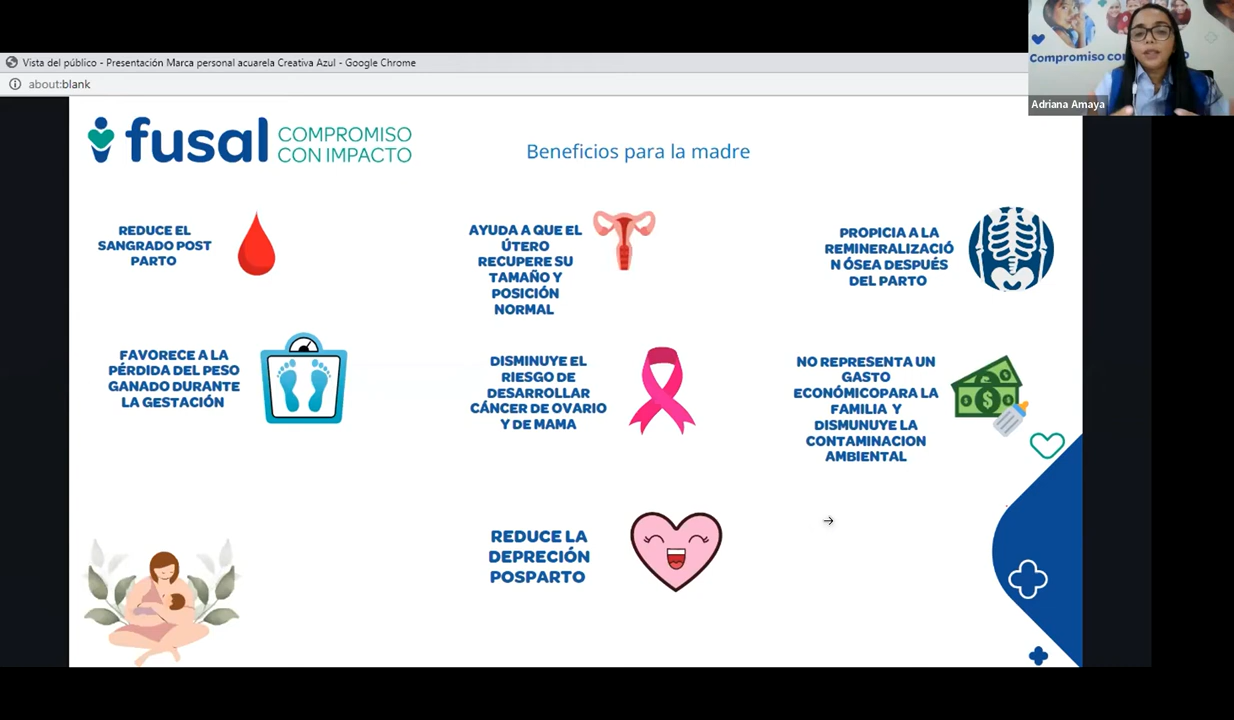 Vista del público - Presentación Marca personal acuarela Creativa Azul - Google Chrome
about:blank
Compromiso co
o
Adriana Amaya
fusal
COMPROMISO
CON IMPACTO
Beneficios para la madre
REDUCE EL
SANGRADO POST
PARTO
AYUDA A QUE EL
ÚTERO
RECUPERE SU
TAMAÑO Y
POSICIÓN
NORMAL
PROPICIA A LA
REMINERALIZACIÓ
N ÓSEA DESPUÉS
DEL PARTO
FAVORECE A LA
PÉRDIDA DEL PESO
GANADO DURANTE
LA GESTACIÓN
DISMINUYE EL
RIESGO DE
DESARROLLAR
CÁNCER DE OVARIO
Y DE MAMA
NO REPRESENTA UN
GASTO
ECONÓMICOPARA LA
FAMILIA Y
DISMUNUYE LA
CONTAMINACION
AMBIENTAL
REDUCE LA
DEPRECIÓN
POSPARTO